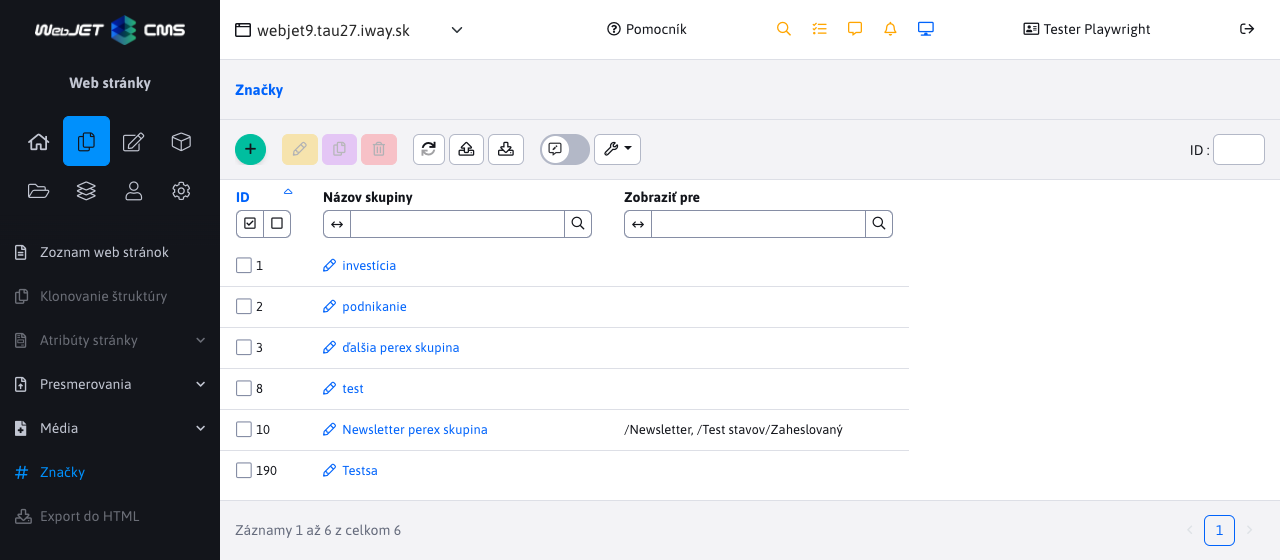 WebJET CMS
webjet9.tau27.iway.sk
Pomocník
Tester Playwright
Web stránky
Zoznam web stránok
Klonovanie štruktúry
Atribúty stránky
Presmerovania
Médiá
Značky
Export do HTML
Značky
ID :
ID
Názov skupiny
Zobraziť pre
1 investícia
2 podnikanie
3 ďalšia perex skupina
8 test
10 Newsletter perex skupina /Newsletter, /Test stavov/Zaheslovaný
190 Testsa
Záznamy 1 až 6 z celkom 6
1